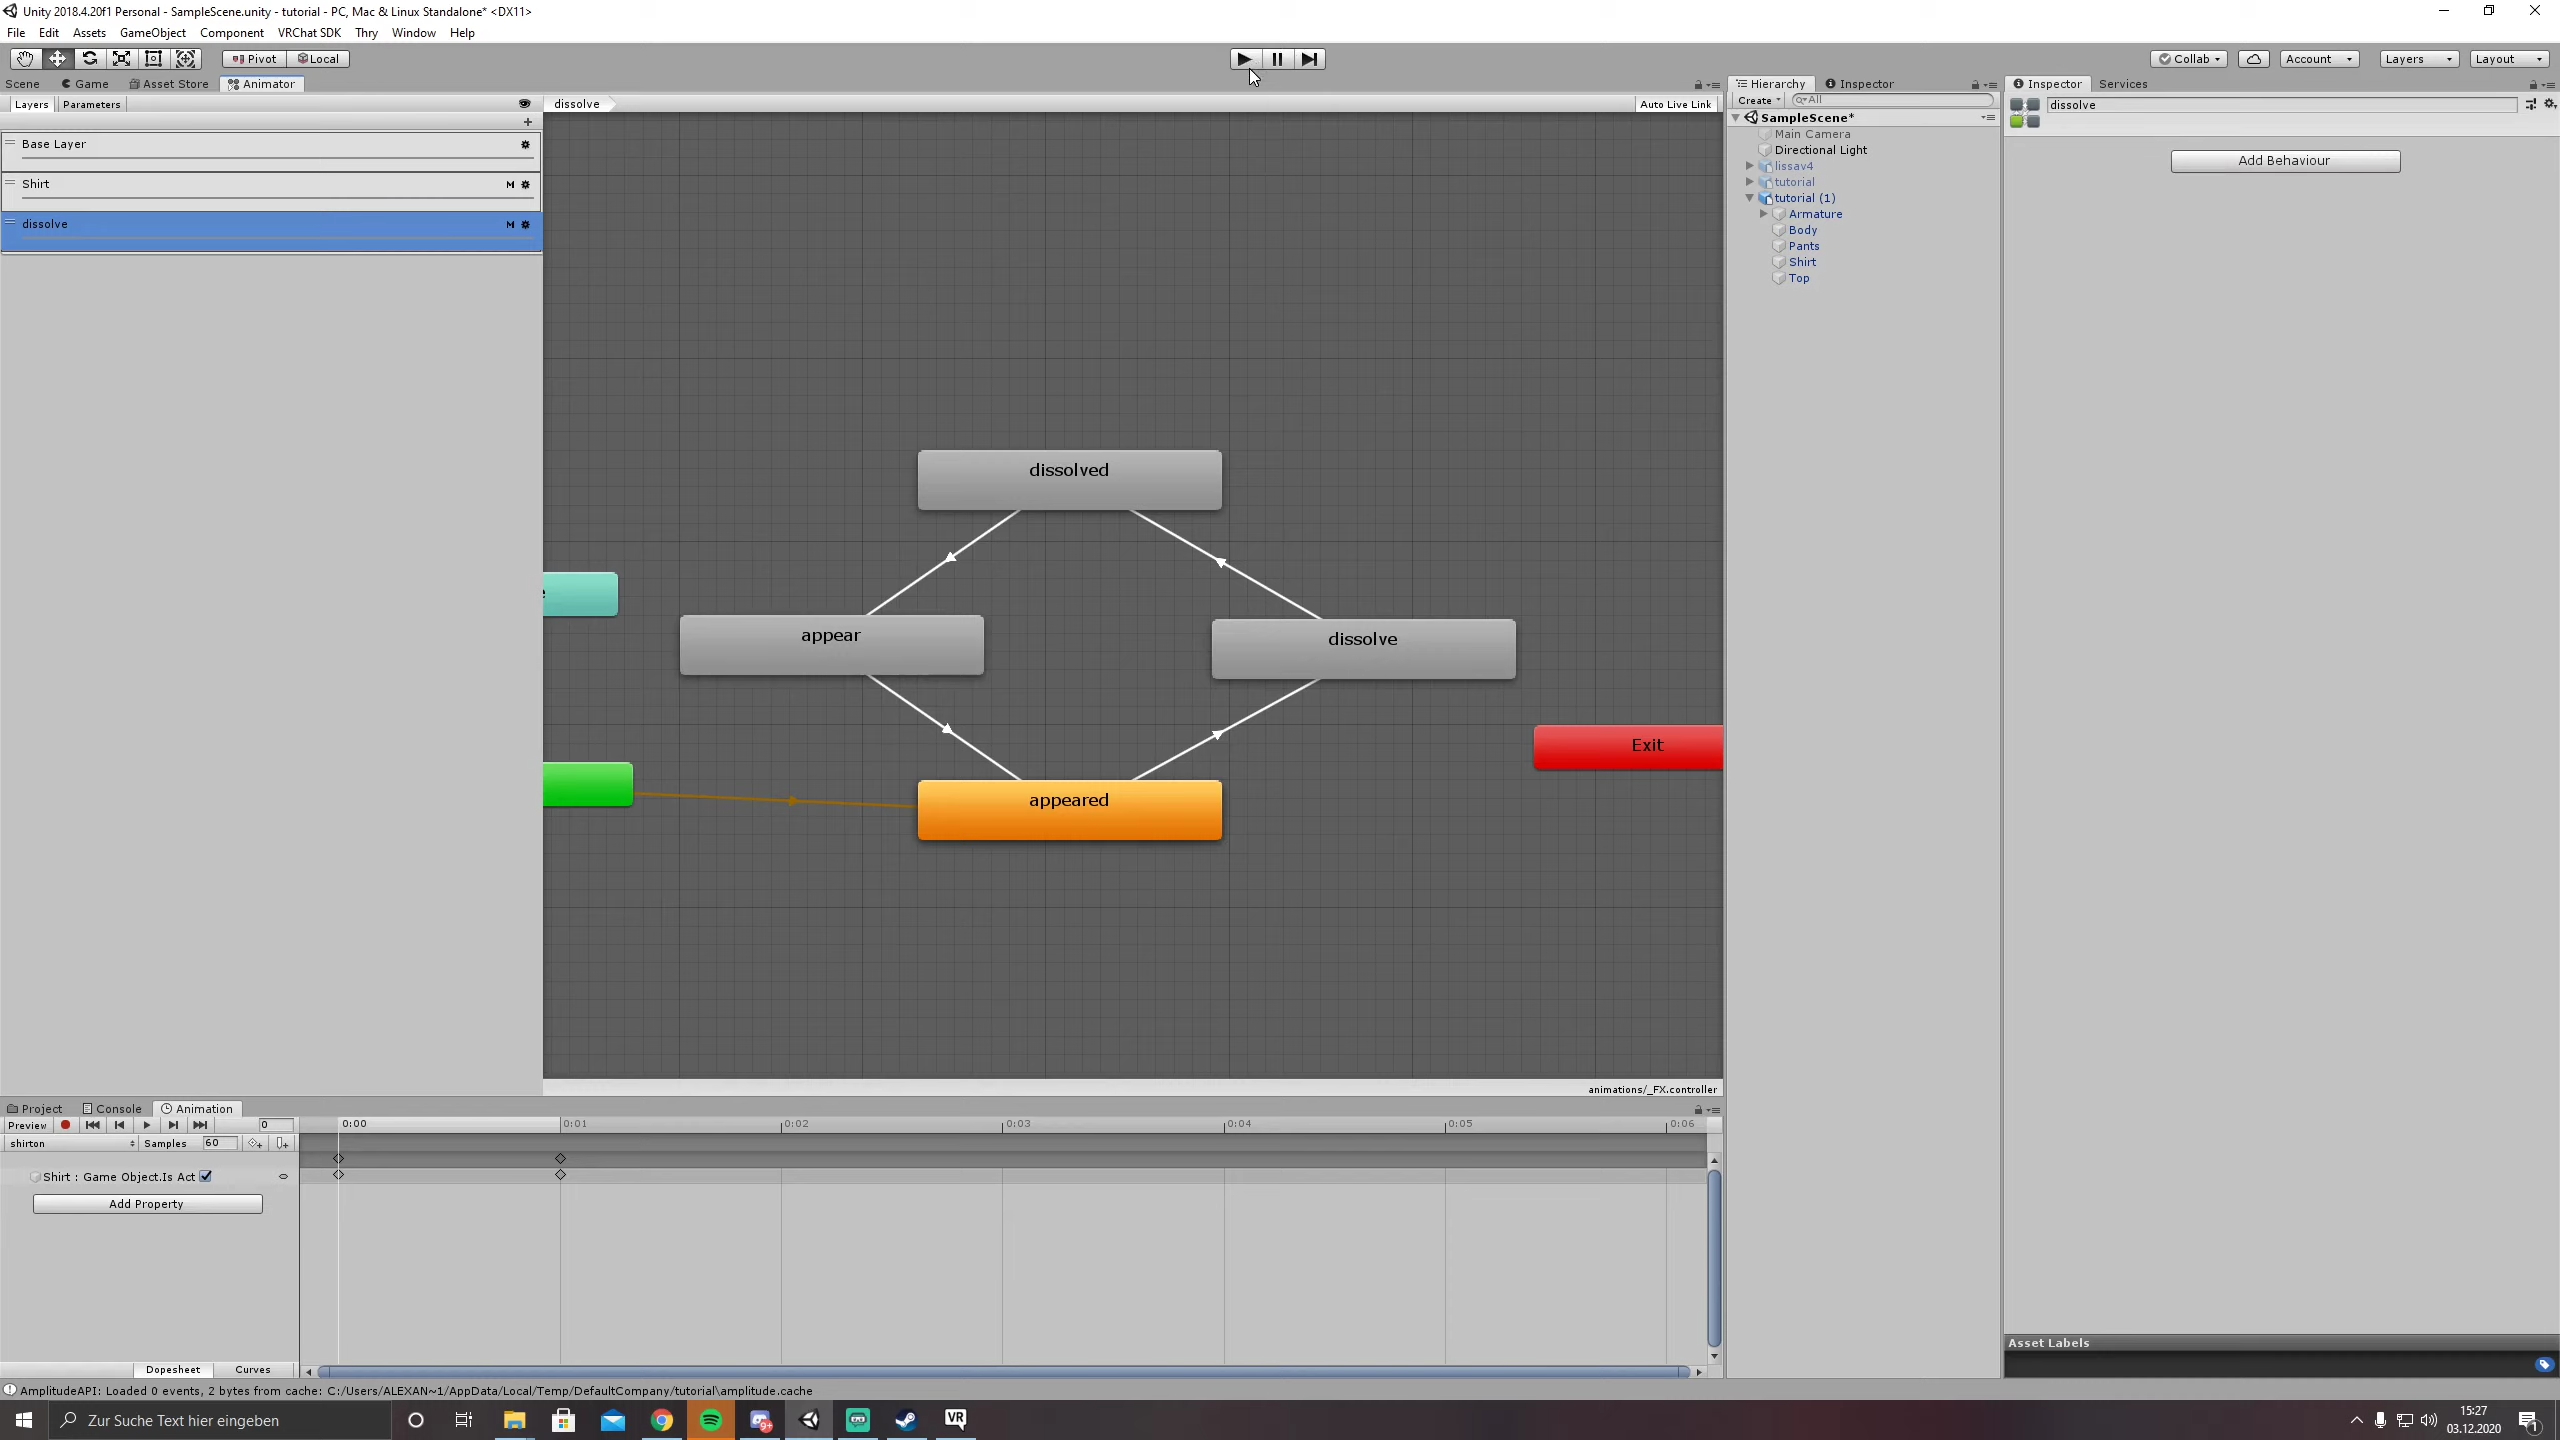 Unity 2018.4.20f1 Personal - SampleScene.unity - tutorial - PC, Mac & Linux Standalone* <DX11>
File Edit Assets GameObject Component VRChat SDK Thry Window Help
Pivot Local Collab Account Layers Layout
Scene Game Asset Store Animator
Layers Parameters
dissolve
Auto Live Link
Base Layer
Shirt M
dissolve M
dissolved
e
appear
dissolve
Exit
appeared
animations/_FX.controller
Hierarchy Inspector
Create All
SampleScene*
Main Camera
Directional Light
lissav4
tutorial
tutorial (1)
Armature
Body
Pants
Shirt
Top
Inspector Services
dissolve
Add Behaviour
Asset Labels
Project Console Animation
Preview 0
shirton Samples 60
0:00 0:01 0:02 0:03 0:04 0:05 0:06
Shirt : Game Object.Is Act
Add Property
Dopesheet Curves
AmplitudeAPI: Loaded 0 events, 2 bytes from cache: C:/Users/ALEXAN~1/AppData/Local/Temp/DefaultCompany/tutorial\amplitude.cache
Zur Suche Text hier eingeben
9+
VR
15:27
03.12.2020
1